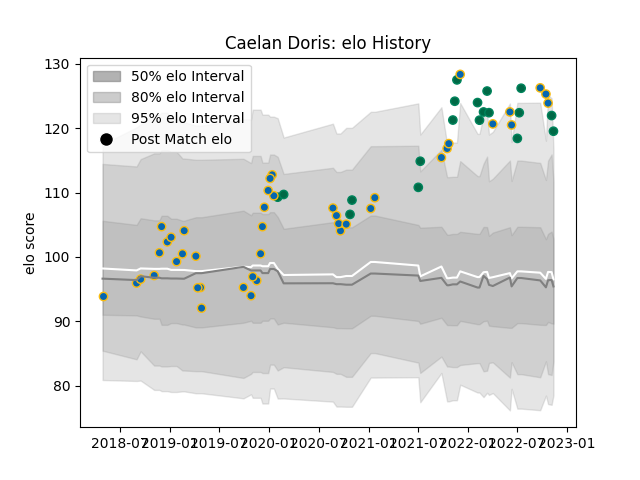 Caelan Doris: elo History
130
120
110
100
90
80
elo score
50% elo Interval
80% elo Interval
95% elo Interval
Post Match elo
2018-07 2019-01 2019-07 2020-01 2020-07 2021-01 2021-07 2022-01 2022-07 2023-01